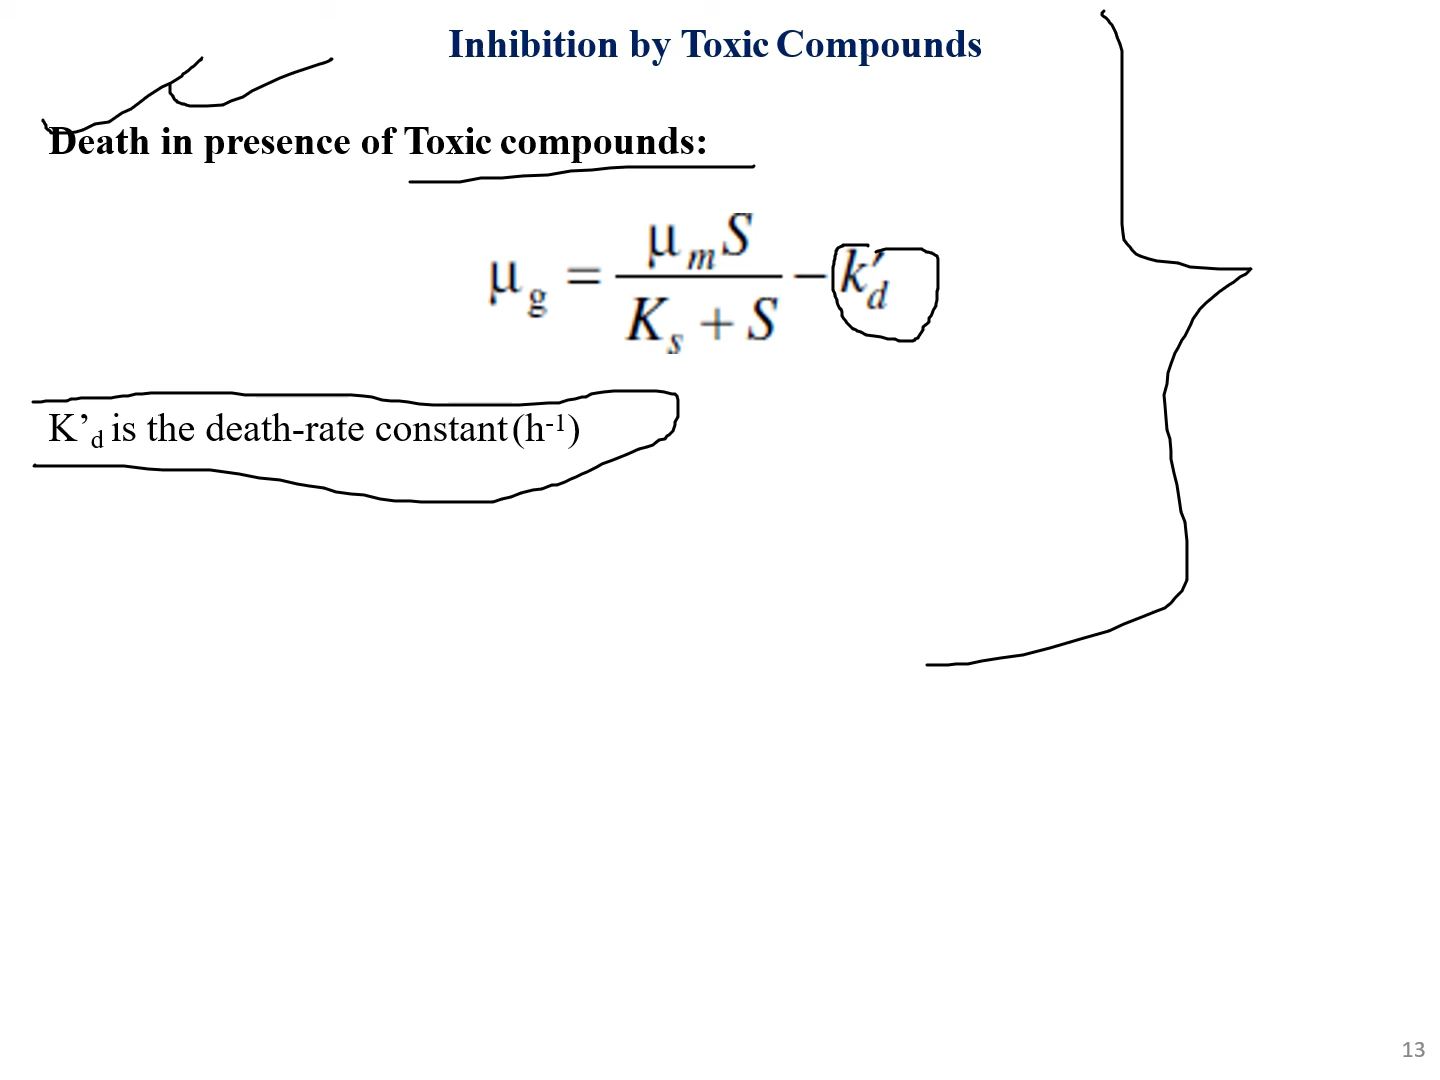 Inhibition by Toxic Compounds
Death in presence of Toxic compounds:
μg = μmS / (Ks + S) − k′d
K’d is the death-rate constant (h-1)
13